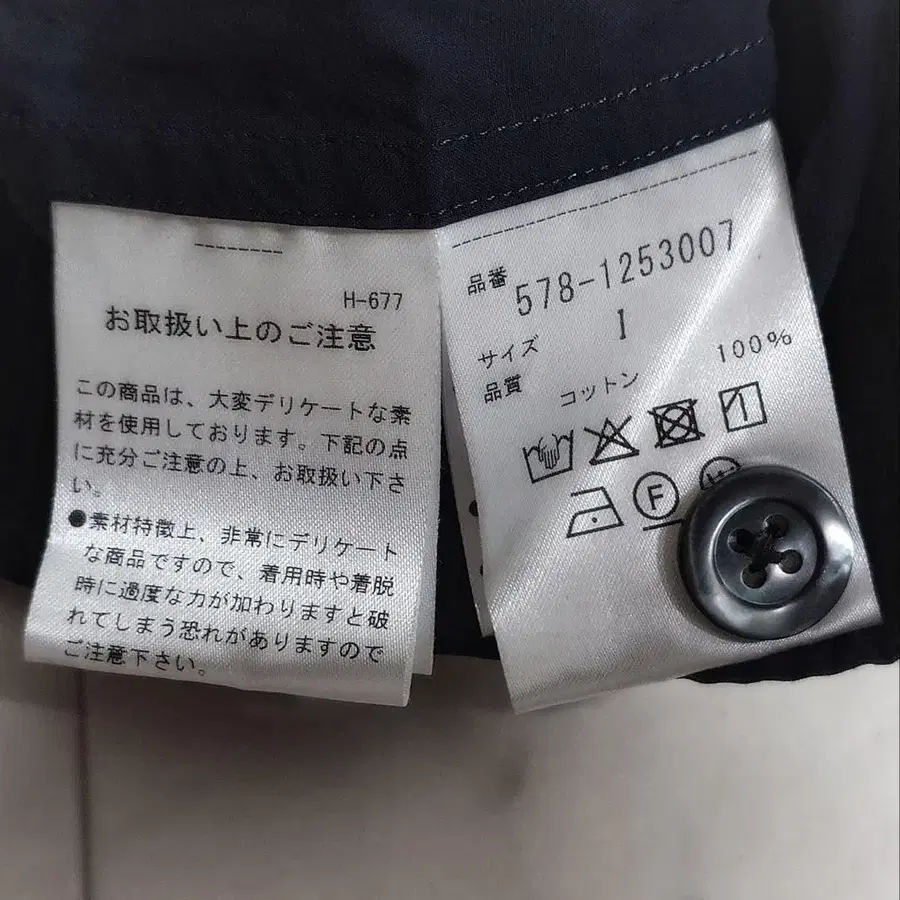 H-677
お取扱い上のご注意
この商品は、大変デリケートな素
材を使用しております。下記の点
に充分ご注意の上、お取扱い下さ
い。
●素材特徴上、非常にデリケート
な商品ですので、着用時や着脱
時に過度な力が加わりますと破
れてしまう恐れがありますので
ご注意下さい。
品番 578-1253007
サイズ 1
品質 コットン 100%
F
W